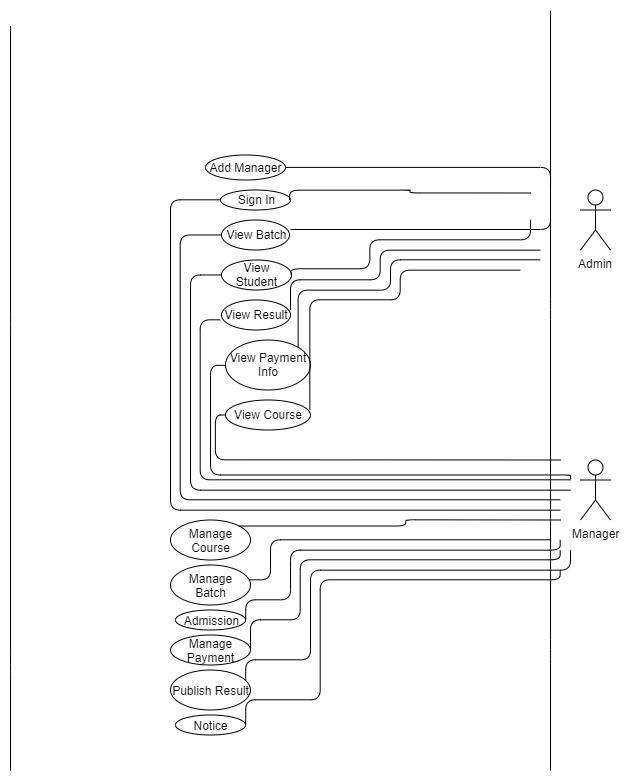 Add Manager
Sign In
View Batch
View
Student
View Result
View Payment
Info
View Course
Admin
Manager
Manage
Course
Manage
Batch
Admission
Manage
Payment
Publish Result
Notice